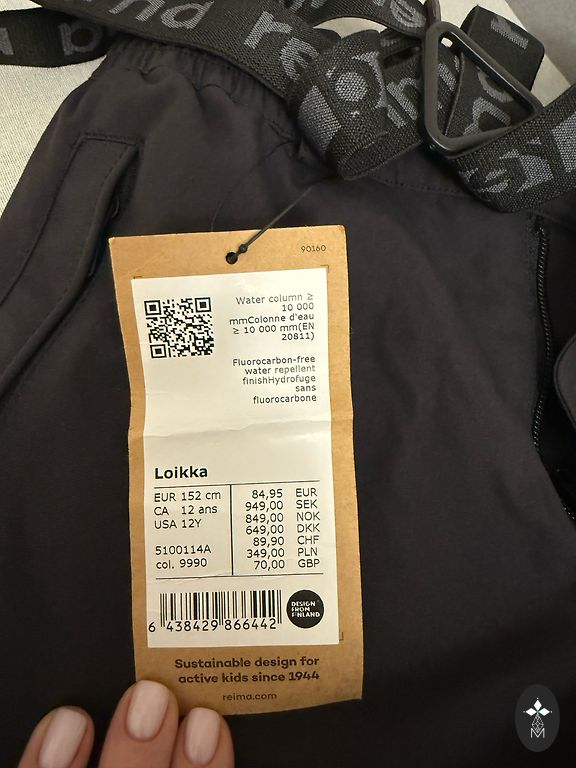 reind
90160
Water column ≥
10 000
mmColonne d'eau
≥ 10 000 mm(EN
20811)
Fluorocarbon-free
water repellent
finishHydrofuge
sans
fluorocarbone
Loikka
EUR 152 cm
CA 12 ans
USA 12Y
5100114A
col. 9990
84,95 EUR
949,00 SEK
849,00 NOK
649,00 DKK
89,90 CHF
349,00 PLN
70,00 GBP
6 438429 866442
DESIGN
FROM
FINLAND
Sustainable design for
active kids since 1944
reima.com
M